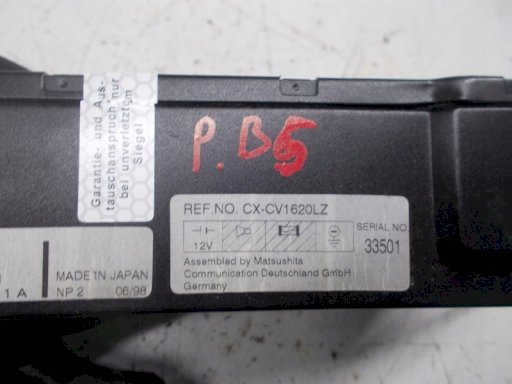 Garantie- und Aus-
tauschanspruch nur
bei unverletztem
Siegel
P.B5
REF.NO. CX-CV1620LZ
12V
SERIAL NO.
33501
Assembled by Matsushita
Communication Deutschland GmbH
Germany
1 A
MADE IN JAPAN
NP 2 06/98